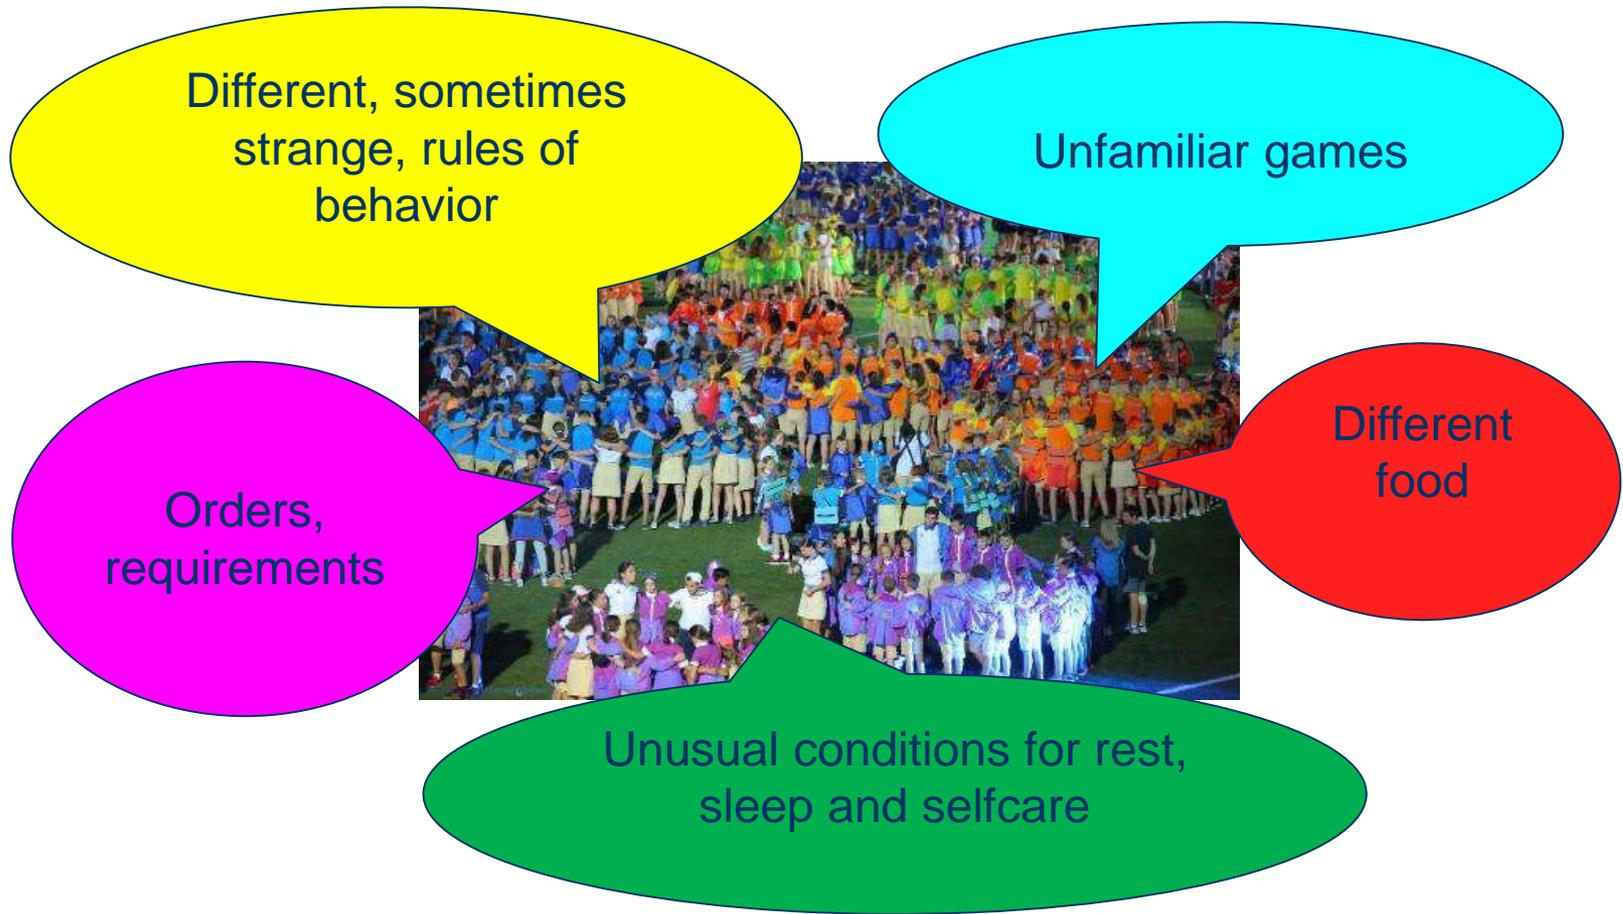 Different, sometimes
strange, rules of
behavior
Unfamiliar games
Different
food
Orders,
requirements
Unusual conditions for rest,
sleep and selfcare